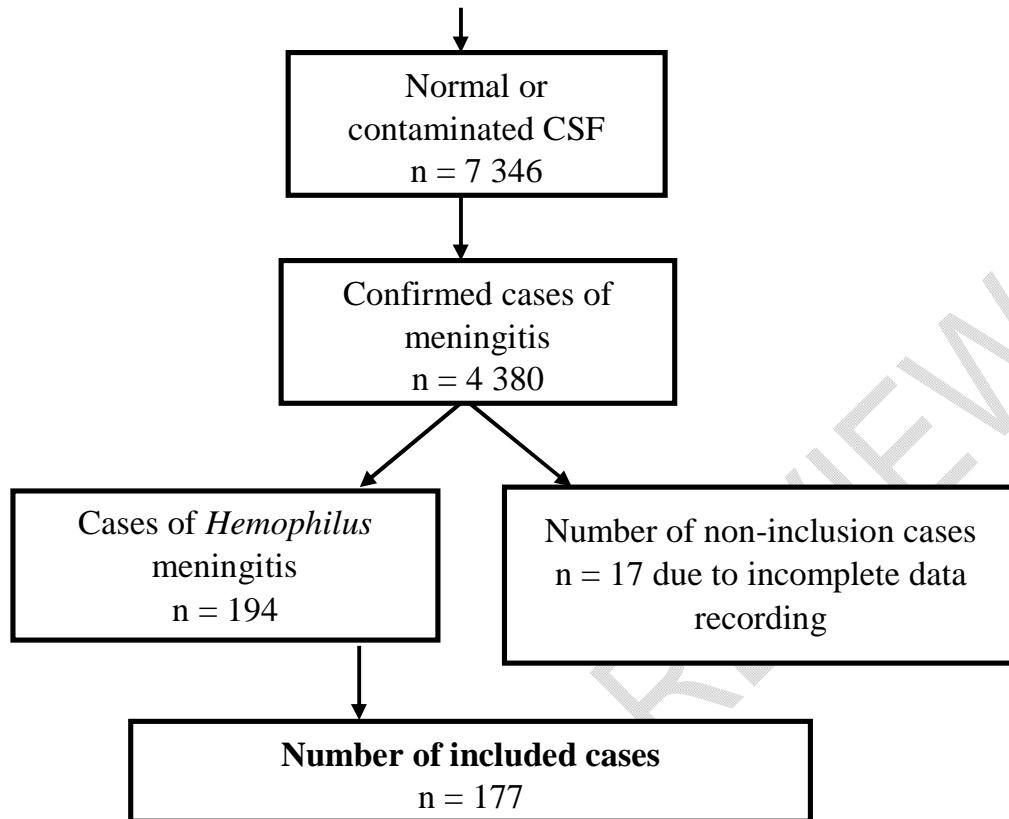 Normal or
contaminated CSF
n = 7 346
Confirmed cases of
meningitis
n = 4 380
Cases of Hemophilus
meningitis
n = 194
Number of non-inclusion cases
n = 17 due to incomplete data
recording
Number of included cases
n = 177
REVIEW